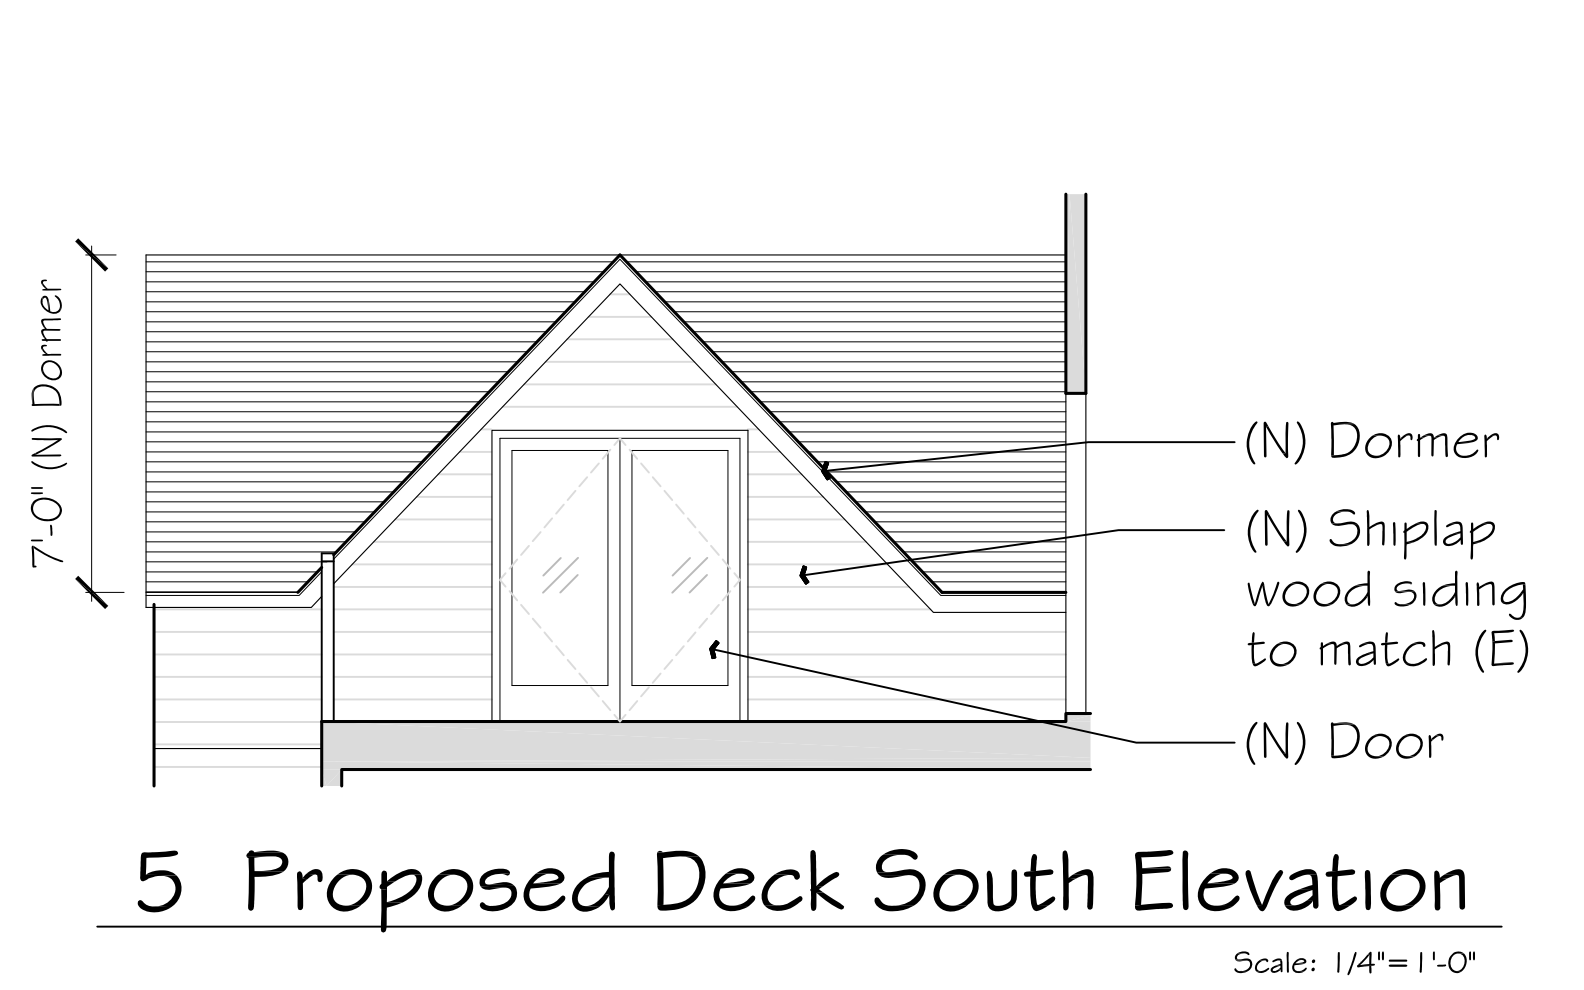 7'-0" (N) Dormer
(N) Dormer
(N) Shiplap
wood siding
to match (E)
(N) Door
5 Proposed Deck South Elevation
Scale: 1/4"=1'-0"